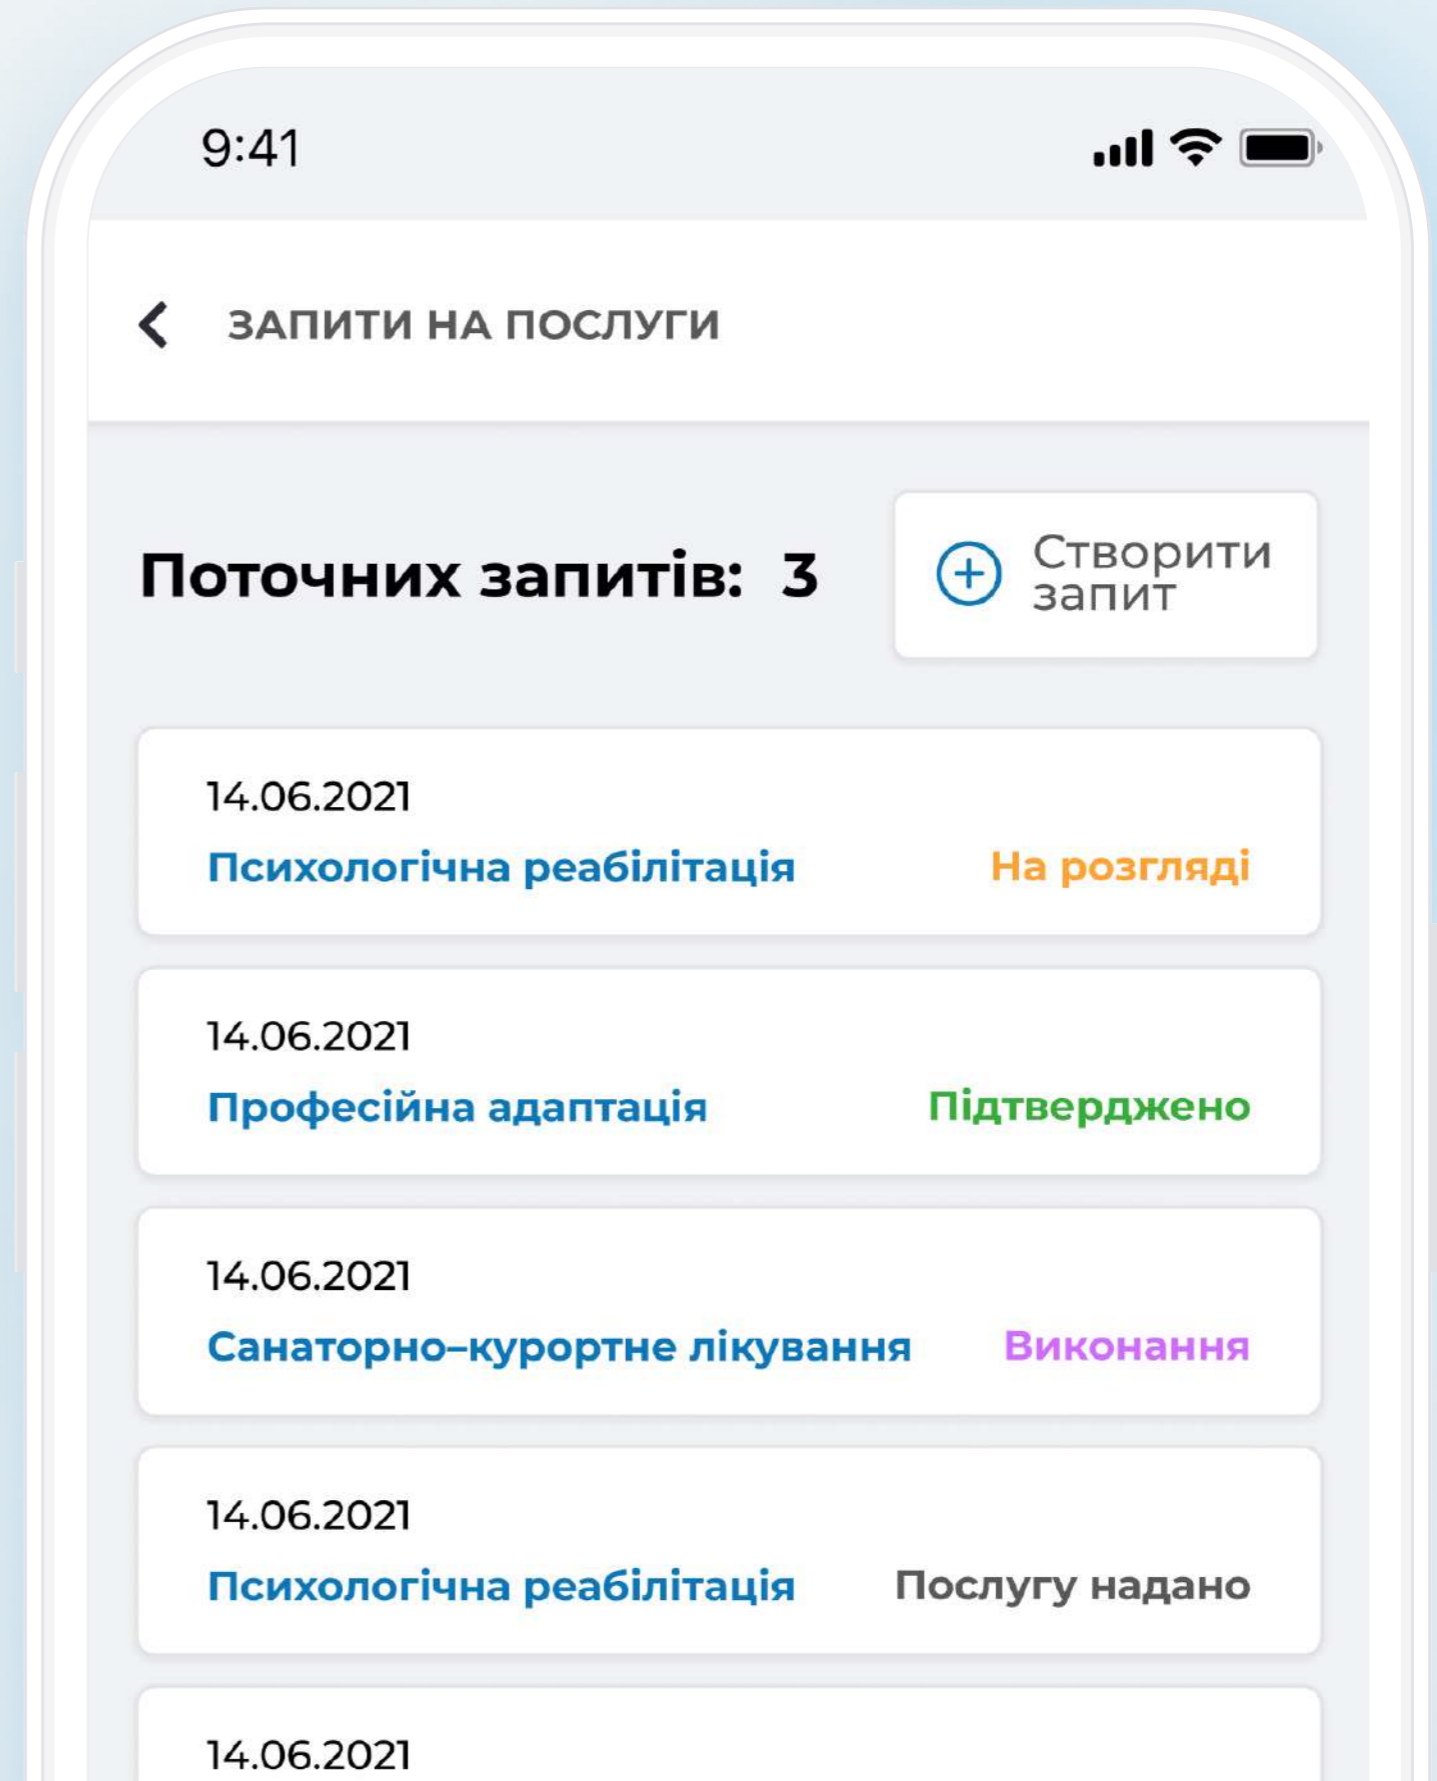 9:41
ЗАПИТИ НА ПОСЛУГИ
Поточних запитів: 3
Створити
запит
14.06.2021
Психологічна реабілітація На розгляді
14.06.2021
Професійна адаптація Підтверджено
14.06.2021
Санаторно–курортне лікування Виконання
14.06.2021
Психологічна реабілітація Послугу надано
14.06.2021